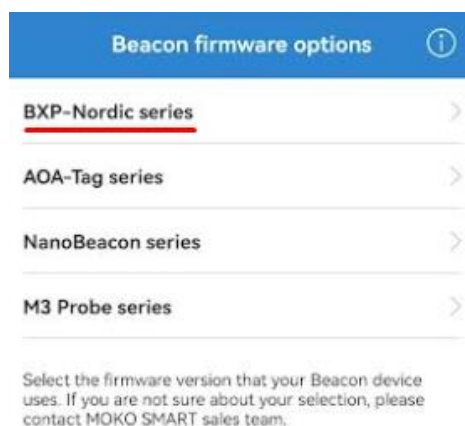 Beacon firmware options
BXP-Nordic series
AOA-Tag series
NanoBeacon series
M3 Probe series
Select the firmware version that your Beacon device
uses. If you are not sure about your selection, please
contact MOKO SMART sales team.